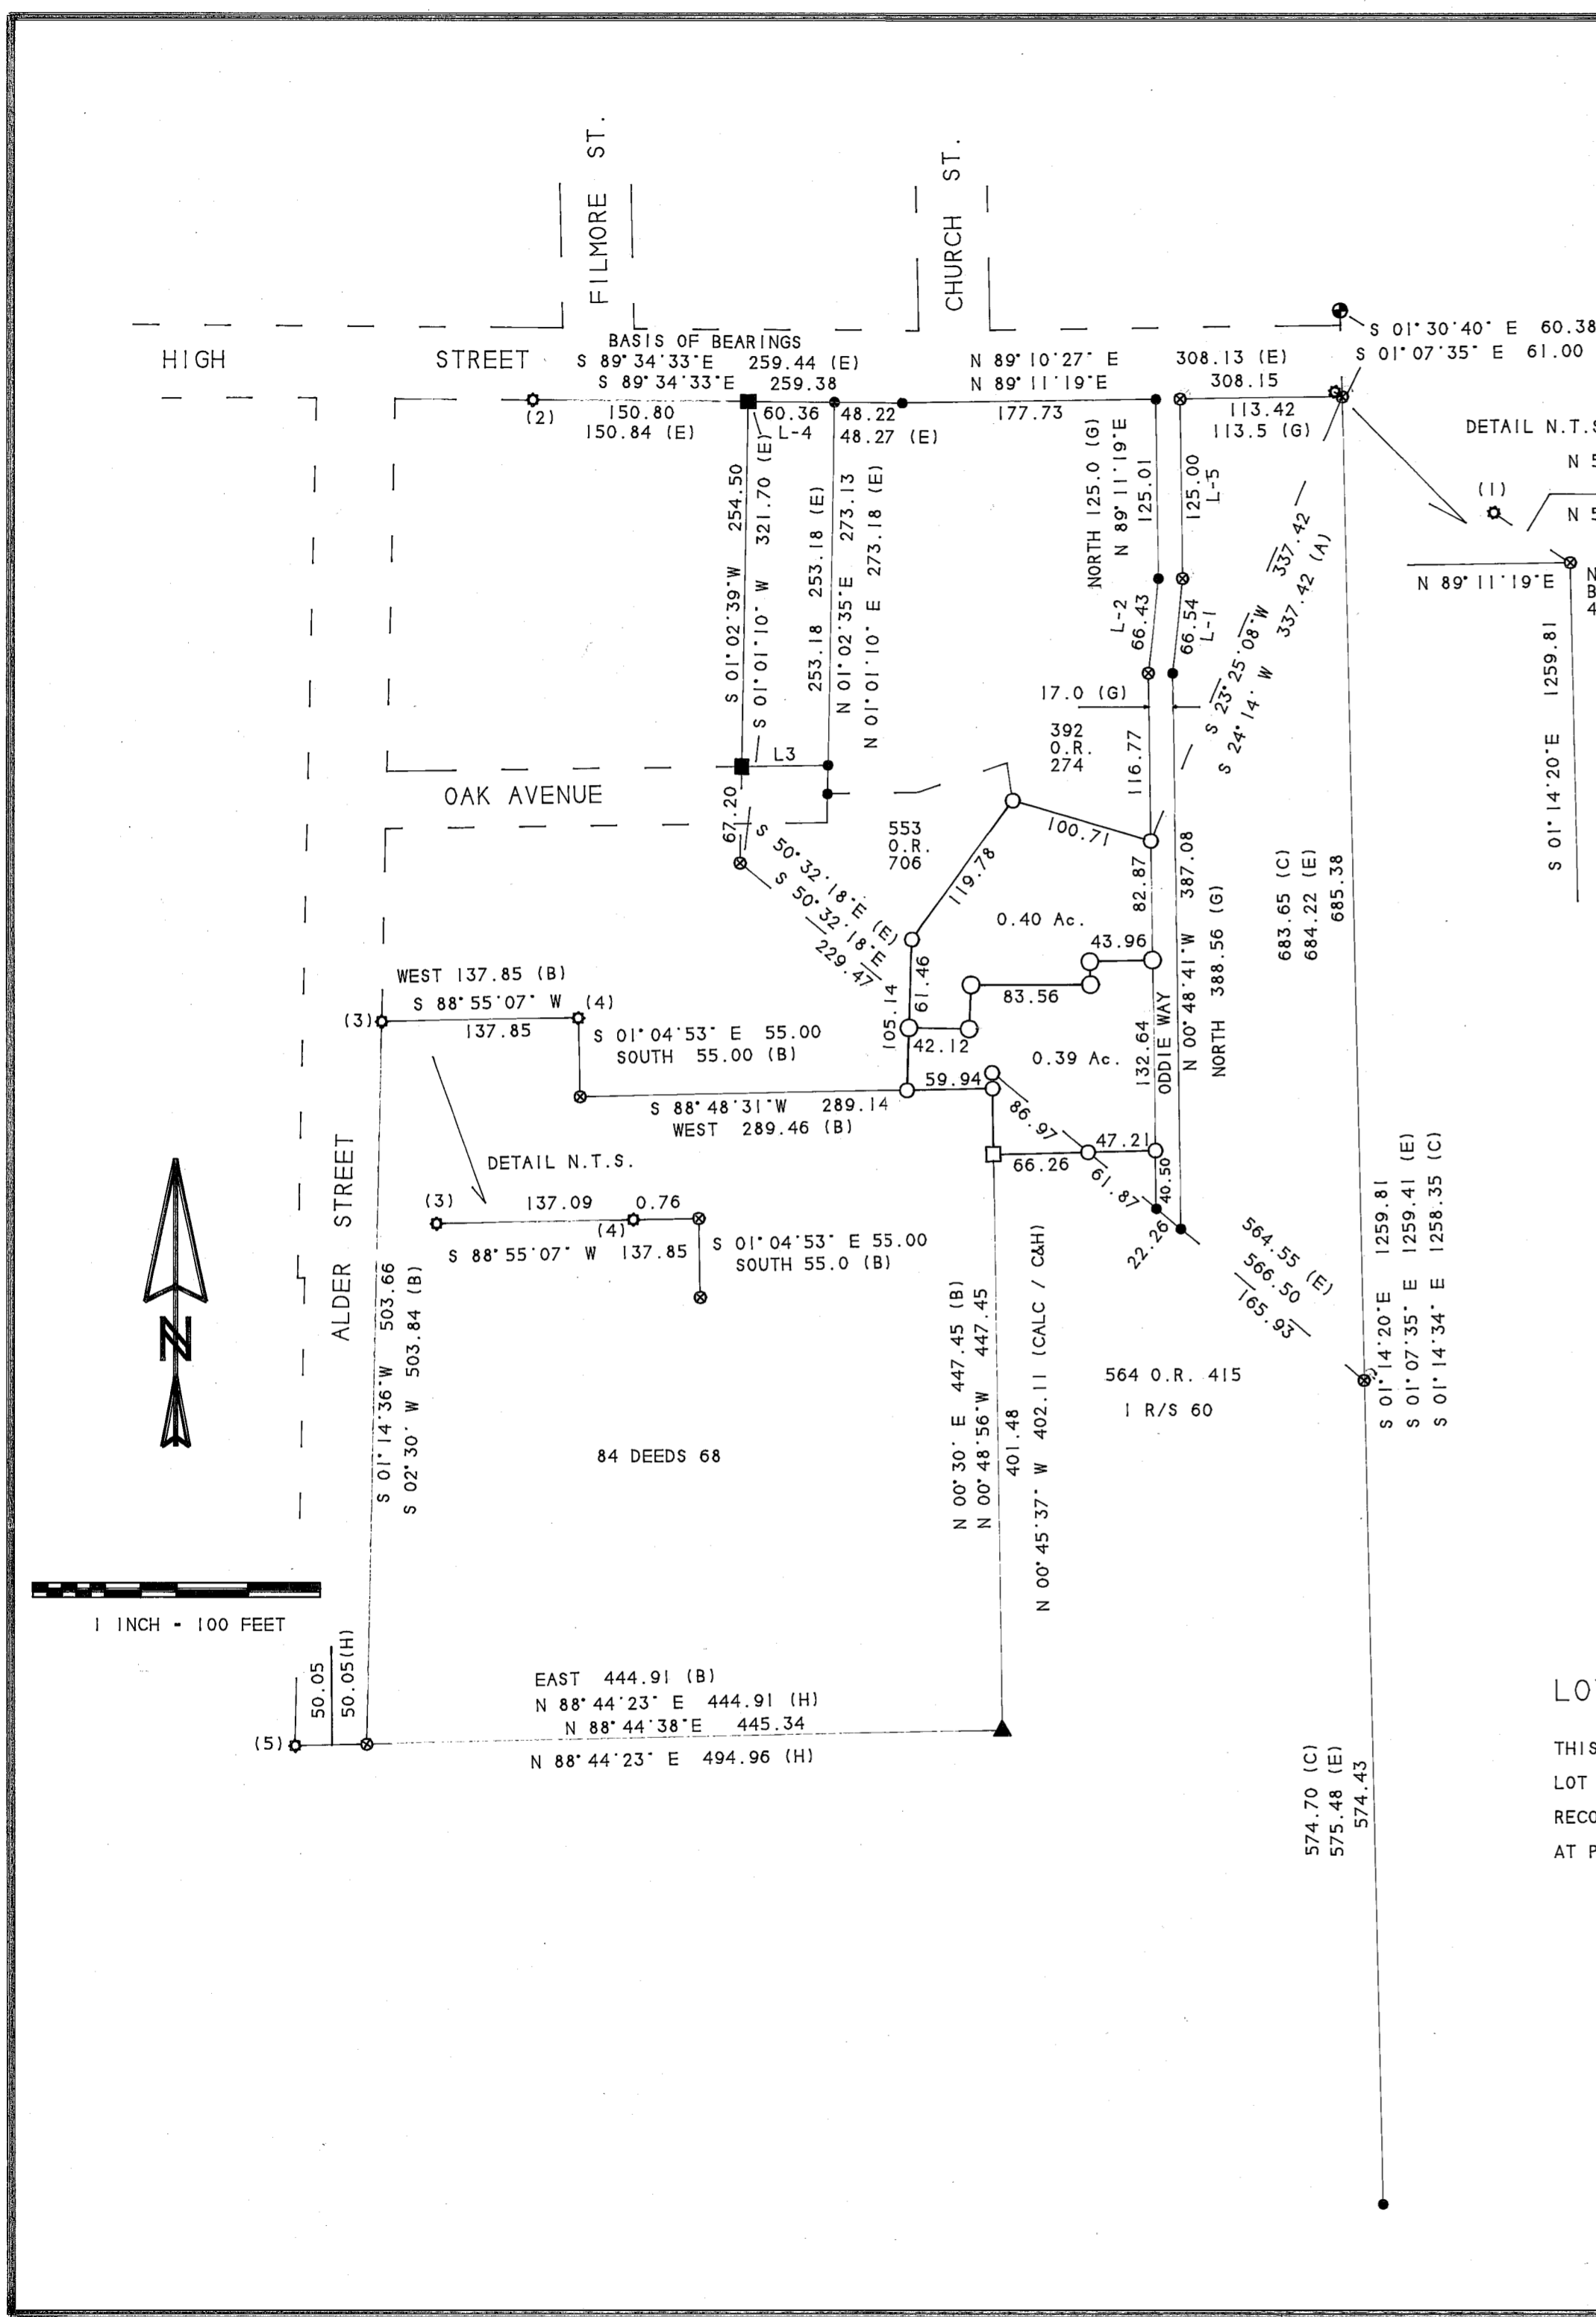 FILMORE ST.
CHURCH ST.
HIGH STREET
BASIS OF BEARINGS
S 89°34'33"E 259.44 (E)
S 89°34'33"E 259.38
N 89°10'27" E 308.13 (E)
N 89°11'19"E 308.15
S 01°30'40" E 60.38
S 01°07'35" E 61.00
(2)
150.80
150.84 (E)
60.36
L-4
48.22
48.27 (E)
177.73
113.42
113.5 (G)
DETAIL N.T.S
N 5
(1)
N 5
N 89°11'19"E
N
B
4
S 01°14'20"E 1259.81
S 01°02'39"W 254.50
S 01°01'10" W 321.70 (E)
253.18 253.18 (E)
N 01°02'35"E 273.13
N 01°01'10" E 273.18 (E)
NORTH 125.0 (G)
N 89°11'19"E
125.01
125.00
L-5
L-2
66.43
66.54
L-1
S 23°25'08"W 337.42
S 24°14' W 337.42 (A)
17.0 (G)
392
O.R.
274
116.77
L3
OAK AVENUE
67.20
S 50°32'18"E (E)
S 50°32'18"E
229.47
553
O.R.
706
100.71
119.78
82.87
0.40 Ac.
43.96
61.46
105.14
83.56
42.12
N 00°48'41"W 387.08
NORTH 388.56 (G)
ODDIE WAY
132.64
683.65 (C)
684.22 (E)
685.38
WEST 137.85 (B)
S 88°55'07" W (4)
(3)
137.85
S 01°04'53" E 55.00
SOUTH 55.00 (B)
0.39 Ac.
59.94
S 88°48'31"W 289.14
WEST 289.46 (B)
86.97
47.21
66.26
61.87
40.50
22.26
564.55 (E)
566.50
165.93
DETAIL N.T.S.
(3) 137.09 0.76
(4)
S 88°55'07" W 137.85
S 01°04'53" E 55.00
SOUTH 55.0 (B)
ALDER STREET
N
S 01°14'36"W 503.66
S 02°30' W 503.84 (B)
N 00°30' E 447.45 (B)
N 00°48'56"W 447.45
401.48
N 00°45'37" W 402.11 (CALC / C&H)
564 O.R. 415
1 R/S 60
S 01°14'20"E 1259.81
S 01°07'35" E 1259.41 (E)
S 01°14'34" E 1258.35 (C)
84 DEEDS 68
1 INCH = 100 FEET
50.05
50.05(H)
(5)
EAST 444.91 (B)
N 88°44'23" E 444.91 (H)
N 88°44'38"E 445.34
N 88°44'23" E 494.96 (H)
574.70 (C)
575.48 (E)
574.43
LO
THIS
LOT
RECO
AT P